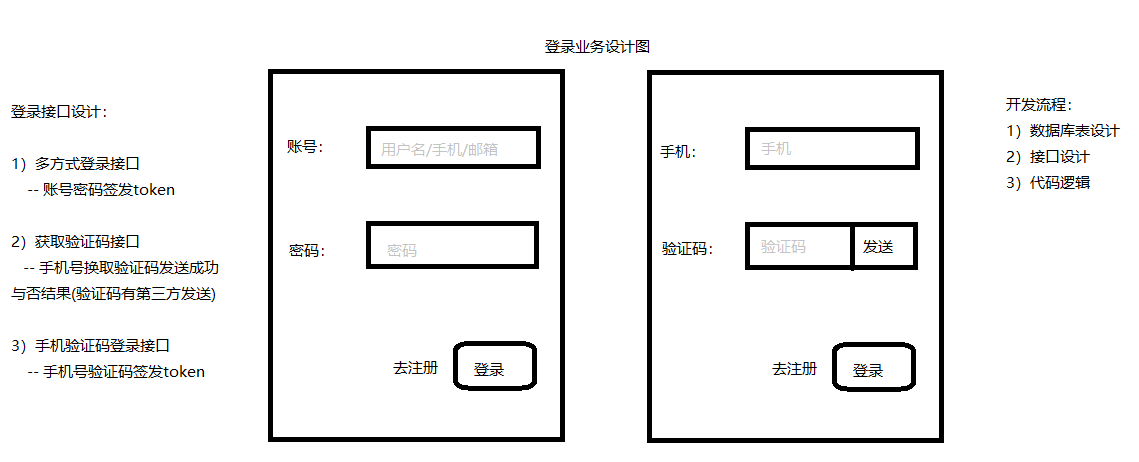 登录业务设计图
登录接口设计：
1）多方式登录接口
-- 账号密码签发token
2）获取验证码接口
-- 手机号换取验证码发送成功
与否结果(验证码有第三方发送)
3）手机验证码登录接口
-- 手机号验证码签发token
账号：
用户名/手机/邮箱
密码：
密码
去注册
登录
手机：
手机
验证码：
验证码
发送
去注册
登录
开发流程：
1）数据库表设计
2）接口设计
3）代码逻辑